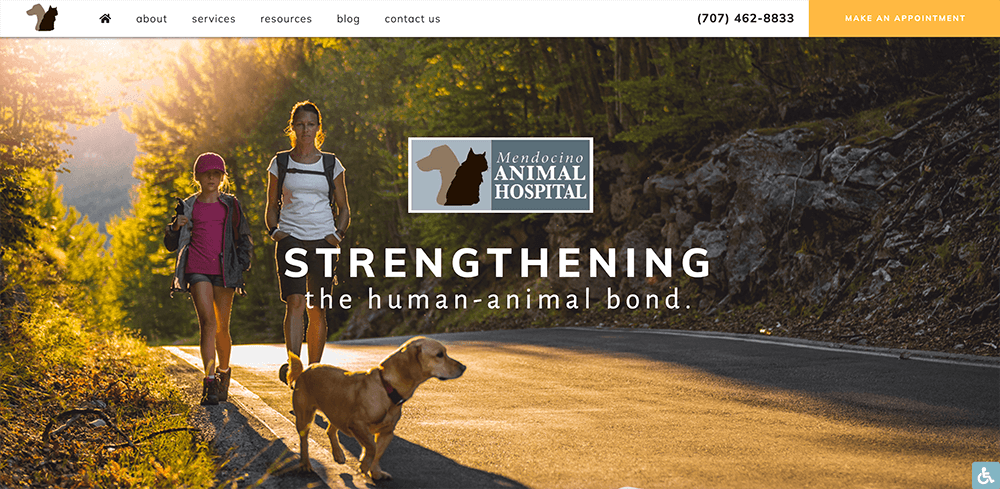 about services resources blog contact us (707) 462-8833 MAKE AN APPOINTMENT
Mendocino
ANIMAL
HOSPITAL
STRENGTHENING
the human-animal bond.